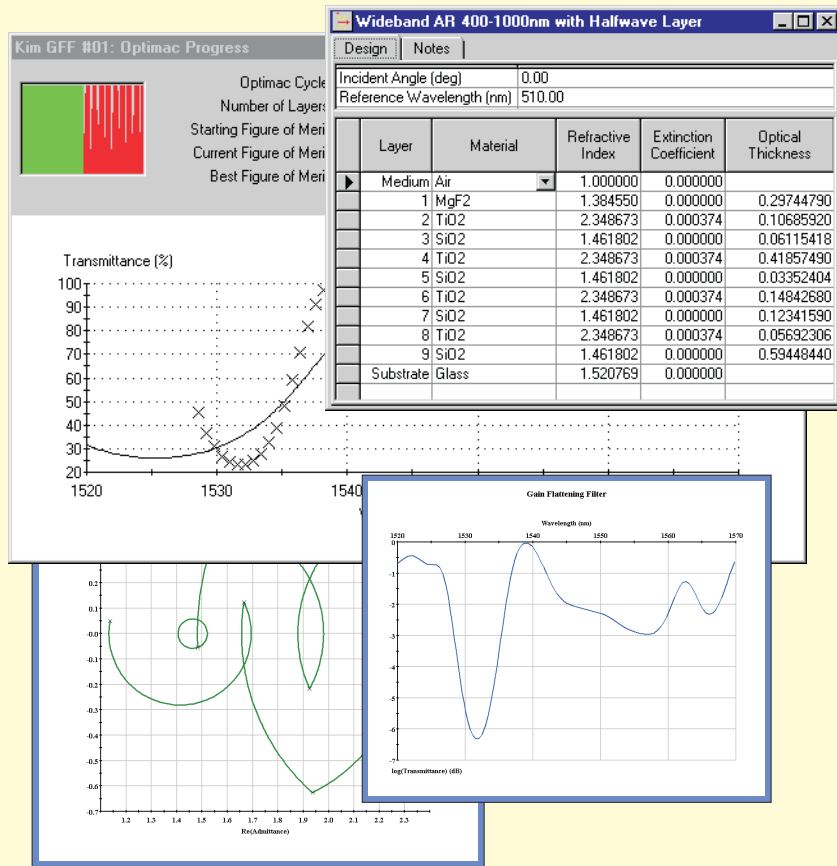 Wideband AR 400-1000nm with Halfwave Layer
Design Notes
Incident Angle (deg) 0.00
Reference Wavelength (nm) 510.00
Layer Material Refractive Index Extinction Coefficient Optical Thickness
Medium Air 1.000000 0.000000
1 MgF2 1.384550 0.000000 0.29744790
2 TiO2 2.348673 0.000374 0.10685920
3 SiO2 1.461802 0.000000 0.06115418
4 TiO2 2.348673 0.000374 0.41857490
5 SiO2 1.461802 0.000000 0.03352404
6 TiO2 2.348673 0.000374 0.14842680
7 SiO2 1.461802 0.000000 0.12341590
8 TiO2 2.348673 0.000374 0.05692306
9 SiO2 1.461802 0.000000 0.59448440
Substrate Glass 1.520769 0.000000
Kim GFF #01: Optimac Progress
Optimac Cycle
Number of Layers
Starting Figure of Meri
Current Figure of Meri
Best Figure of Meri
Transmittance (%)
100
90
80
70
60
50
40
30
20
1520 1530 1540
Gain Flattening Filter
Wavelength (nm)
1520 1530 1540 1550 1560 1570
0
-1
-2
-3
-4
-5
-6
-7
log(Transmittance) (dB)
0.2
0.1
-0.0
-0.1
-0.2
-0.3
-0.4
-0.5
-0.6
-0.7
1.2 1.3 1.4 1.5 1.6 1.7 1.8 1.9 2.0 2.1 2.2 2.3
Re(Admittance)